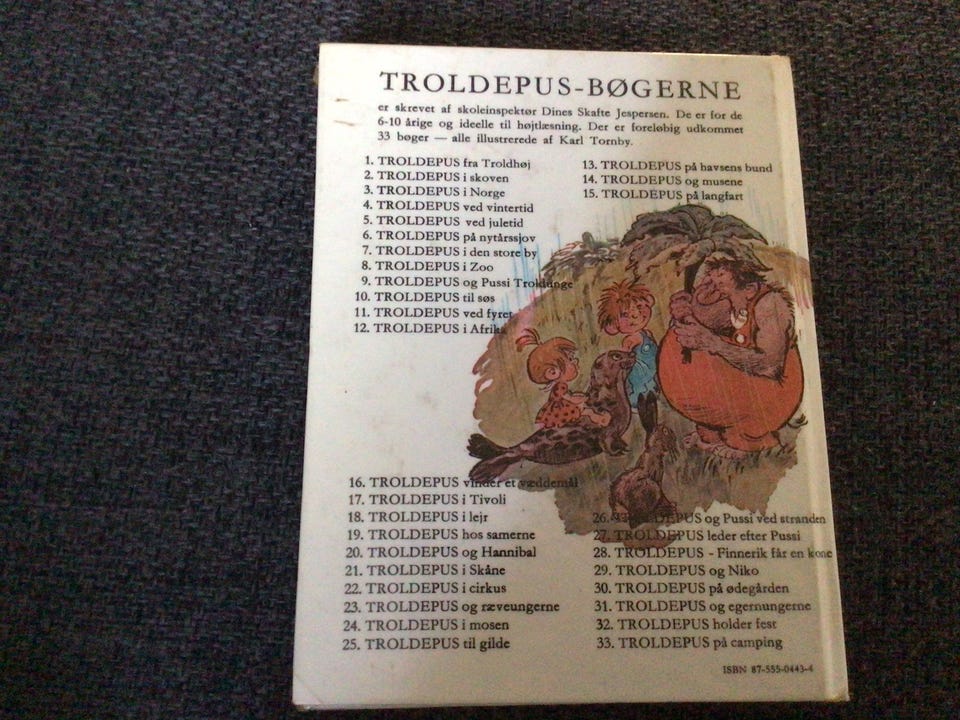 TROLDEPUS-BØGERNE
er skrevet af skoleinspektør Dines Skafte Jespersen. De er for de
6-10 årige og ideelle til højtlæsning. Der er foreløbig udkommet
33 bøger — alle illustrerede af Karl Tornby.
1. TROLDEPUS fra Troldhøj
2. TROLDEPUS i skoven
3. TROLDEPUS i Norge
4. TROLDEPUS ved vintertid
5. TROLDEPUS ved juletid
6. TROLDEPUS på nytårssjov
7. TROLDEPUS i den store by
8. TROLDEPUS i Zoo
9. TROLDEPUS og Pussi Troldunge
10. TROLDEPUS til søs
11. TROLDEPUS ved fyret
12. TROLDEPUS i Afrika
13. TROLDEPUS på havsens bund
14. TROLDEPUS og musene
15. TROLDEPUS på langfart
16. TROLDEPUS vinder et væddemål
17. TROLDEPUS i Tivoli
18. TROLDEPUS i lejr
19. TROLDEPUS hos samerne
20. TROLDEPUS og Hannibal
21. TROLDEPUS i Skåne
22. TROLDEPUS i cirkus
23. TROLDEPUS og ræveungerne
24. TROLDEPUS i mosen
25. TROLDEPUS til gilde
26. TROLDEPUS og Pussi ved stranden
27. TROLDEPUS leder efter Pussi
28. TROLDEPUS - Finnerik får en kone
29. TROLDEPUS og Niko
30. TROLDEPUS på ødegården
31. TROLDEPUS og egernungerne
32. TROLDEPUS holder fest
33. TROLDEPUS på camping
ISBN 87-555-0443-4